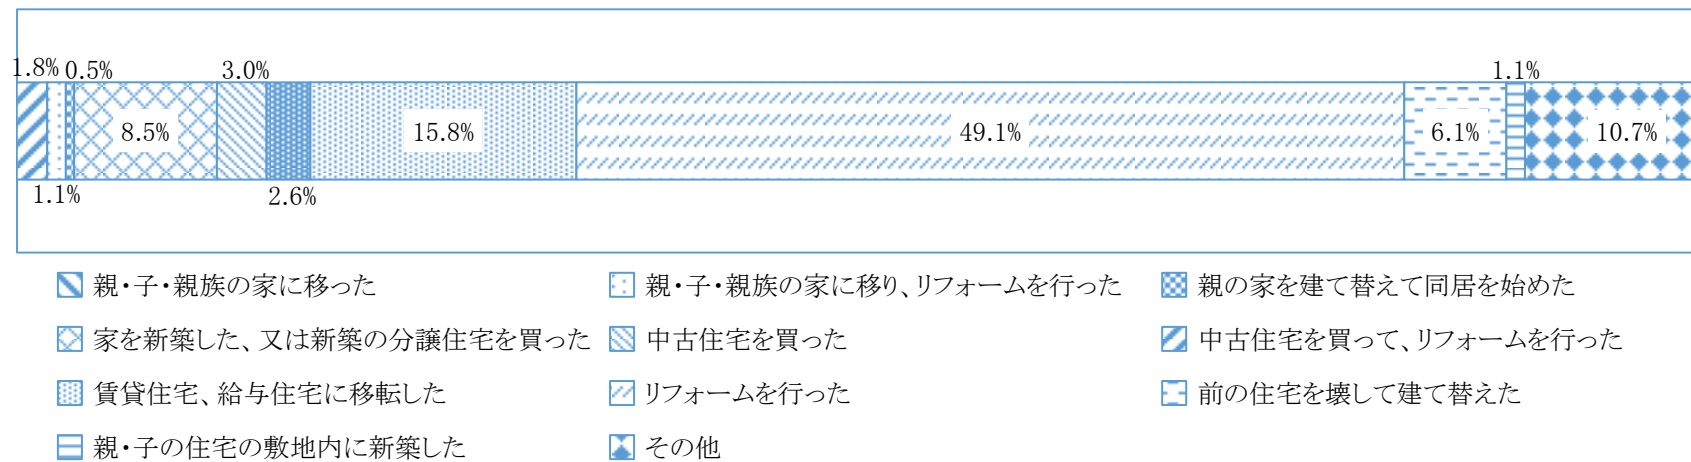 1.8% 0.5% 3.0% 1.1%
8.5% 15.8% 49.1% 6.1% 10.7%
1.1% 2.6%
親・子・親族の家に移った 親・子・親族の家に移り、リフォームを行った 親の家を建て替えて同居を始めた
家を新築した、又は新築の分譲住宅を買った 中古住宅を買った 中古住宅を買って、リフォームを行った
賃貸住宅、給与住宅に移転した リフォームを行った 前の住宅を壊して建て替えた
親・子の住宅の敷地内に新築した その他